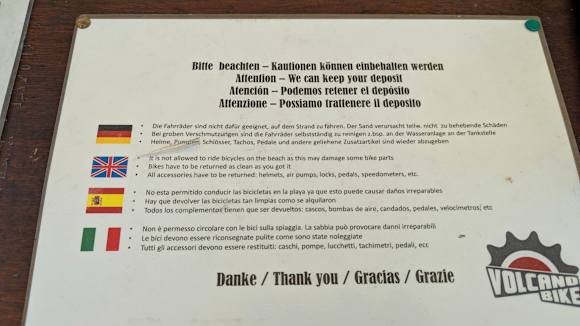 Bitte beachten – Kautionen können einbehalten werden
Attention – We can keep your deposit
Atención – Podemos retener el depósito
Attenzione – Possiamo trattenere il deposito
• Die Fahrräder sind nicht dafür geeignet, auf dem Strand zu fahren. Der Sand verursacht teilw. nicht zu behebende Schäden
• Bei groben Verschmutzungen sind die Fahrräder selbstständig zu reinigen z.bsp. an der Wasseranlage an der Tankstelle
• Helme, Pumpen, Schlösser, Tachos, Pedale und andere geliehene Zusatzartikel sind wieder abzugeben
• It is not allowed to ride bicycles on the beach as this may damage some bike parts
Bikes have to be returned as clean as you got it
• All accessories have to be returned: helmets, air pumps, locks, pedals, speedometers, etc.
• No esta permitido conducir las bicicletas en la playa ya que esto puede causar daños irreparables
• Hay que devolver las bicicletas tan limpias como se alquilaron
• Todos los complementos tienen que ser devueltos: cascos, bombas de aire, candados, pedales, velocimetros, etc
• Non è permesso circolare con le bici sulla spiaggia. La sabbia può provocare danni irreparabili
• Le bici devono essere riconsegnate pulite come sono state noleggiate
• Tutti gli accessori devono essere restituiti: caschi, pompe, lucchetti, tachimetri, pedali, ecc
Danke / Thank you / Gracias / Grazie
VOLCANO
BIKE